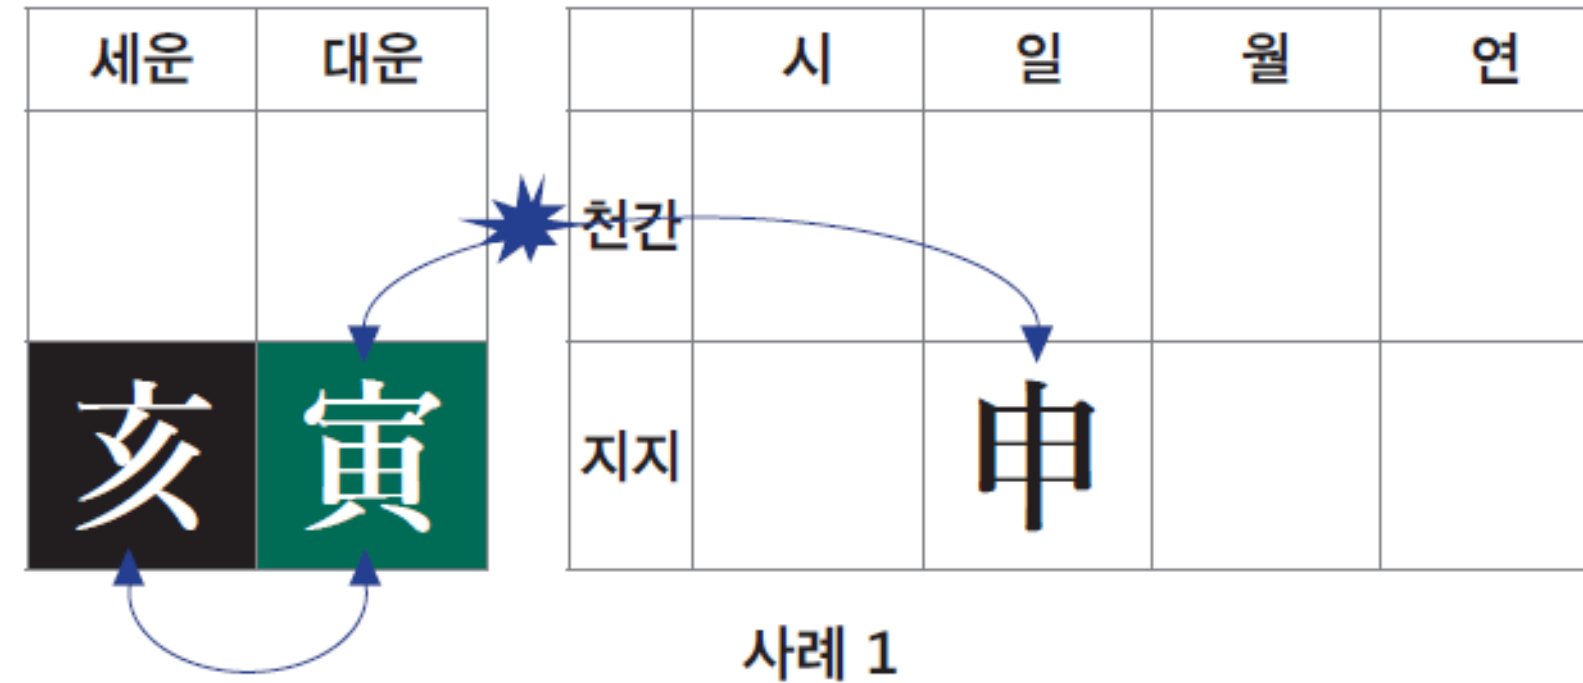 세운 대운 시 일 월 연
천간
亥 寅 지지 申
사례 1